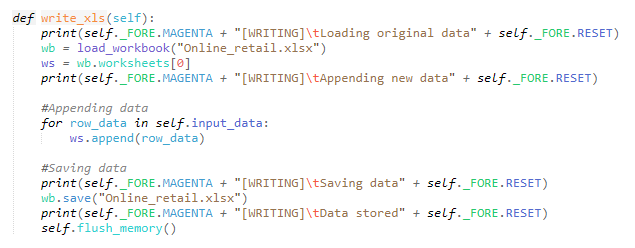 def write_xls(self):
    print(self._FORE.MAGENTA + "[WRITING]\tLoading original data" + self._FORE.RESET)
    wb = load_workbook("Online_retail.xlsx")
    ws = wb.worksheets[0]
    print(self._FORE.MAGENTA + "[WRITING]\tAppending new data" + self._FORE.RESET)
    #Appending data
    for row_data in self.input_data:
        ws.append(row_data)
    #Saving data
    print(self._FORE.MAGENTA + "[WRITING]\tSaving data" + self._FORE.RESET)
    wb.save("Online_retail.xlsx")
    print(self._FORE.MAGENTA + "[WRITING]\tData stored" + self._FORE.RESET)
    self.flush_memory()